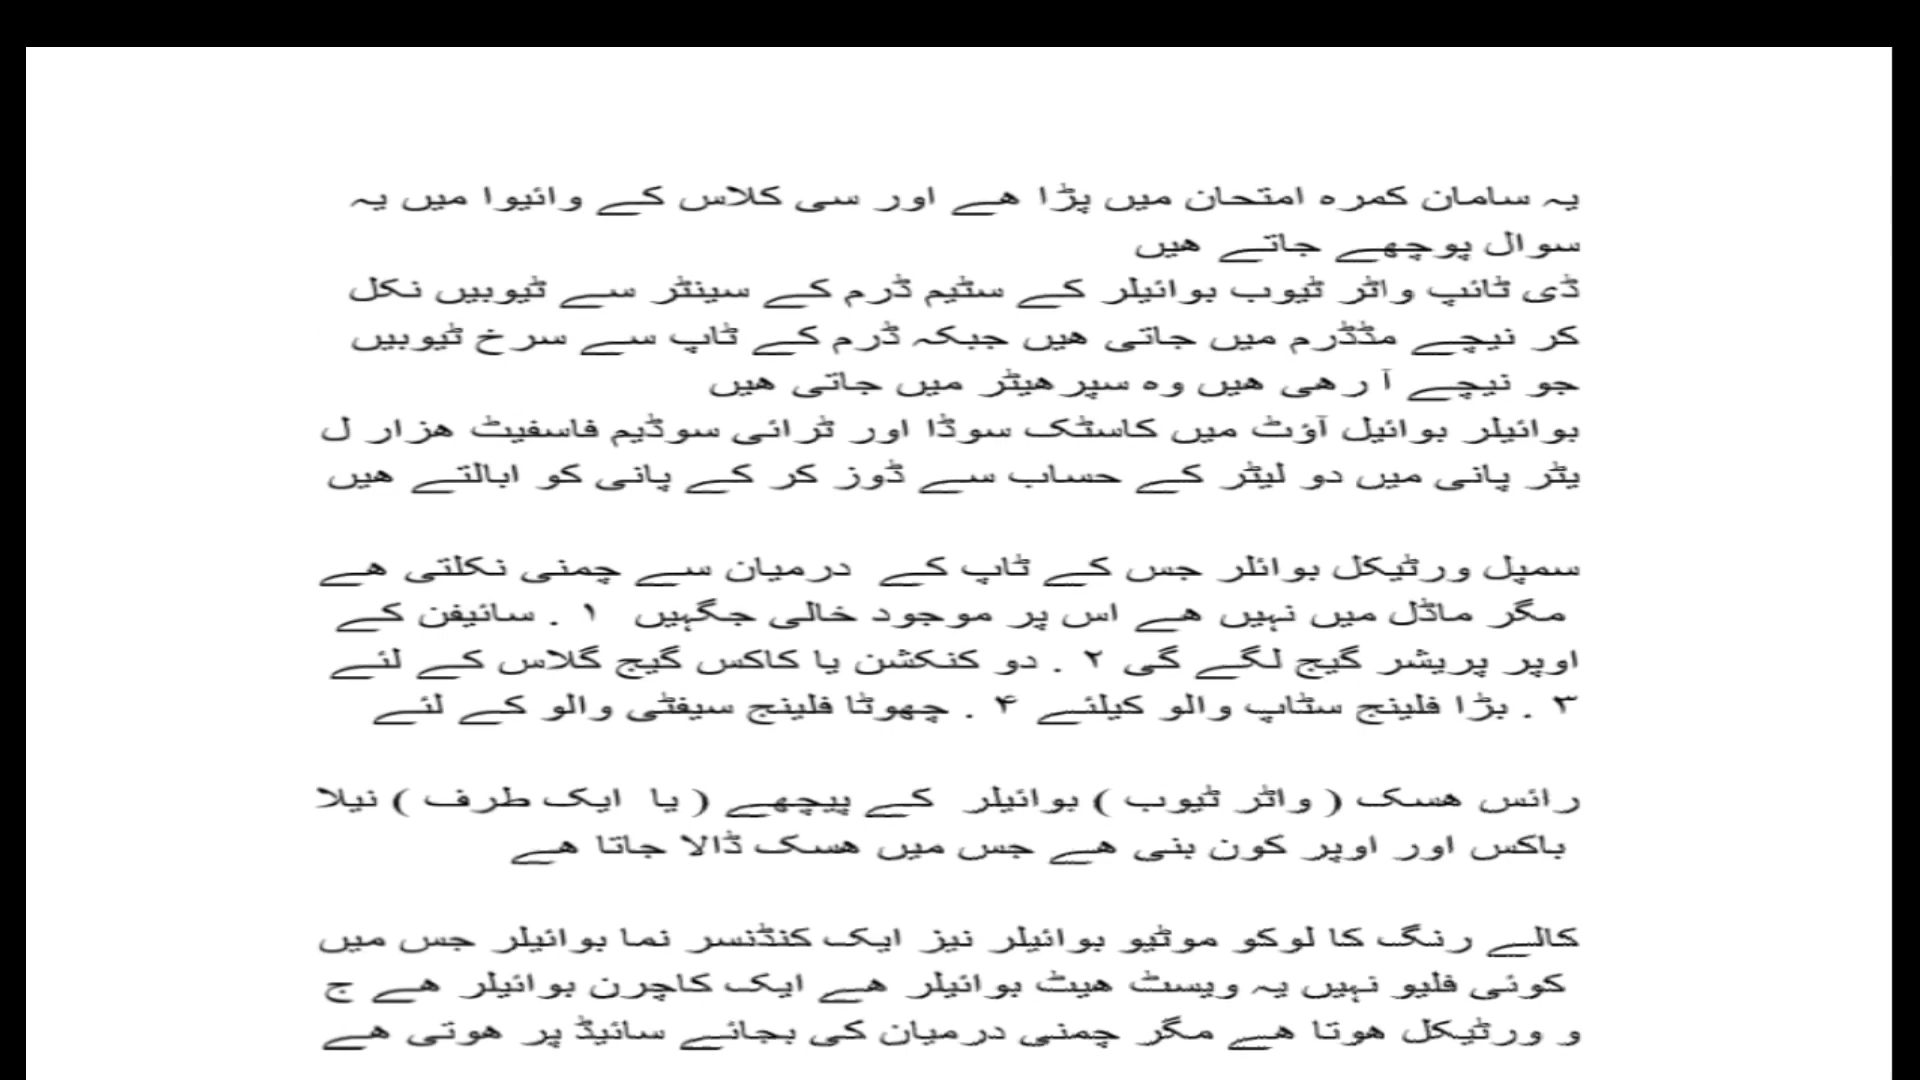 یہ سامان کمرہ امتحان میں پڑا ھے اور سی کلاس کے وائیوا میں یہ
سوال پوچھے جاتے ھیں
ڈی ٹائپ واٹر ٹیوب بوائیلر کے سٹیم ڈرم کے سینٹر سے ٹیوبیں نکل
کر نیچے مڈڈرم میں جاتی ھیں جبکہ ڈرم کے ٹاپ سے سرخ ٹیوبیں
جو نیچے آ رھی ھیں وہ سپرھیٹر میں جاتی ھیں
بوائیلر بوائیل آؤٹ میں کاسٹک سوڈا اور ٹرائی سوڈیم فاسفیٹ ھزار ل
یٹر پانی میں دو لیٹر کے حساب سے ڈوز کر کے پانی کو ابالتے ھیں
سمپل ورٹیکل بوائلر جس کے ٹاپ کے درمیان سے چمنی نکلتی ھے
مگر ماڈل میں نہیں ھے اس پر موجود خالی جگہیں ۱ . سائیفن کے
اوپر پریشر گیج لگے گی ۲ . دو کنکشن یا کاکس گیج گلاس کے لئے
۳ . بڑا فلینج سٹاپ والو کیلئے ۴ . چھوٹا فلینج سیفٹی والو کے لئے
رائس ھسک ( واٹر ٹیوب ) بوائیلر کے پیچھے ( یا ایک طرف ) نیلا
باکس اور اوپر کون بنی ھے جس میں ھسک ڈالا جاتا ھے
کالے رنگ کا لوکو موٹیو بوائیلر نیز ایک کنڈنسر نما بوائیلر جس میں
کوئی فلیو نہیں یہ ویسٹ ھیٹ بوائیلر ھے ایک کاچرن بوائیلر ھے ج
و ورٹیکل ھوتا ھے مگر چمنی درمیان کی بجائے سائیڈ پر ھوتی ھے